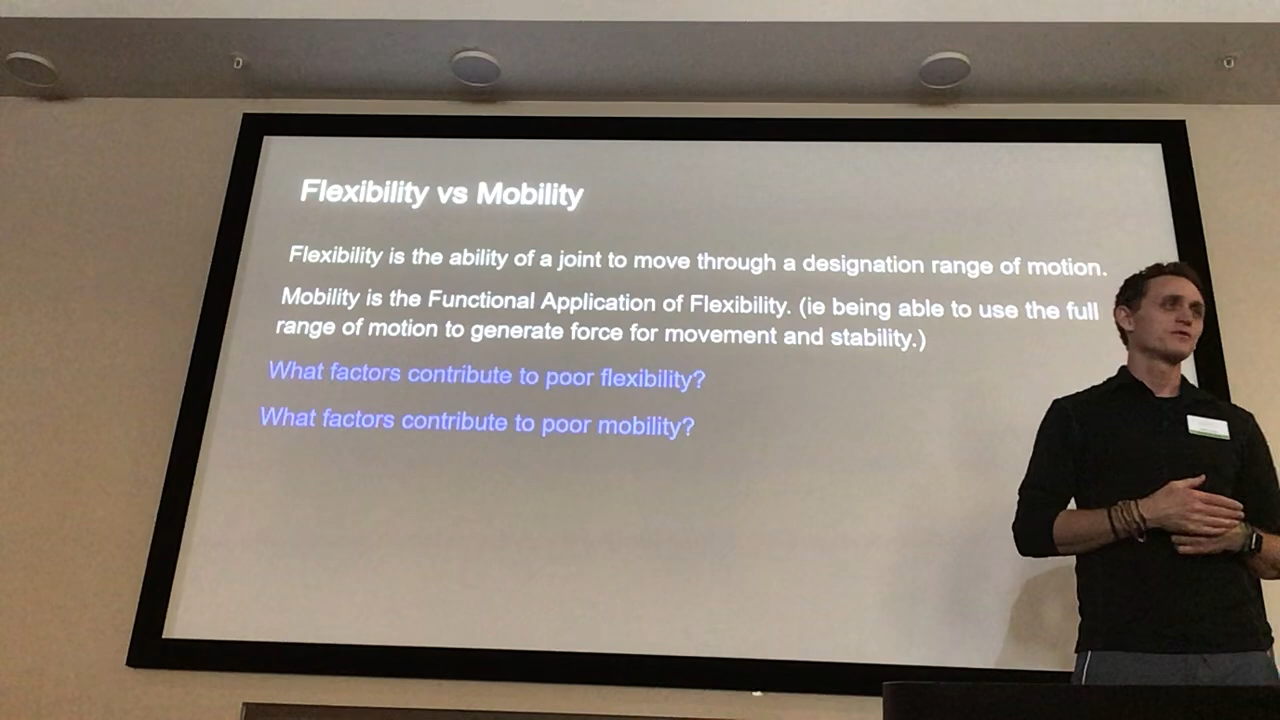 Flexibility vs Mobility
Flexibility is the ability of a joint to move through a designation range of motion.
Mobility is the Functional Application of Flexibility. (ie being able to use the full
range of motion to generate force for movement and stability.)
What factors contribute to poor flexibility?
What factors contribute to poor mobility?